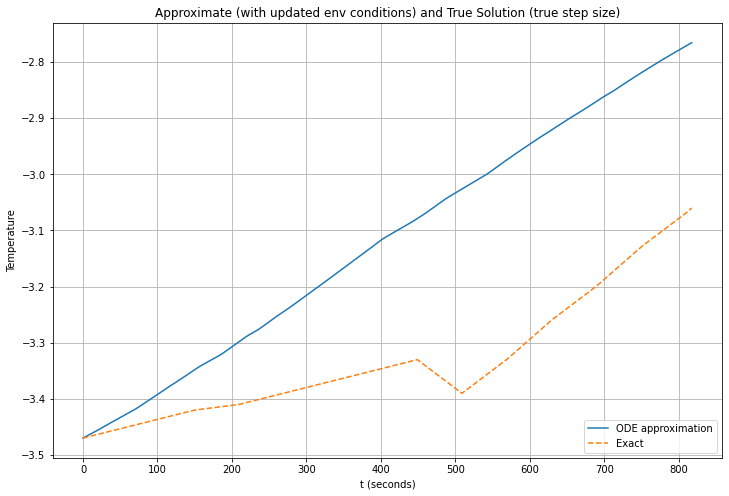 Approximate (with updated env conditions) and True Solution (true step size)
Temperature
−2.8
−2.9
−3.0
−3.1
−3.2
−3.3
−3.4
−3.5
0 100 200 300 400 500 600 700 800
t (seconds)
ODE approximation
Exact